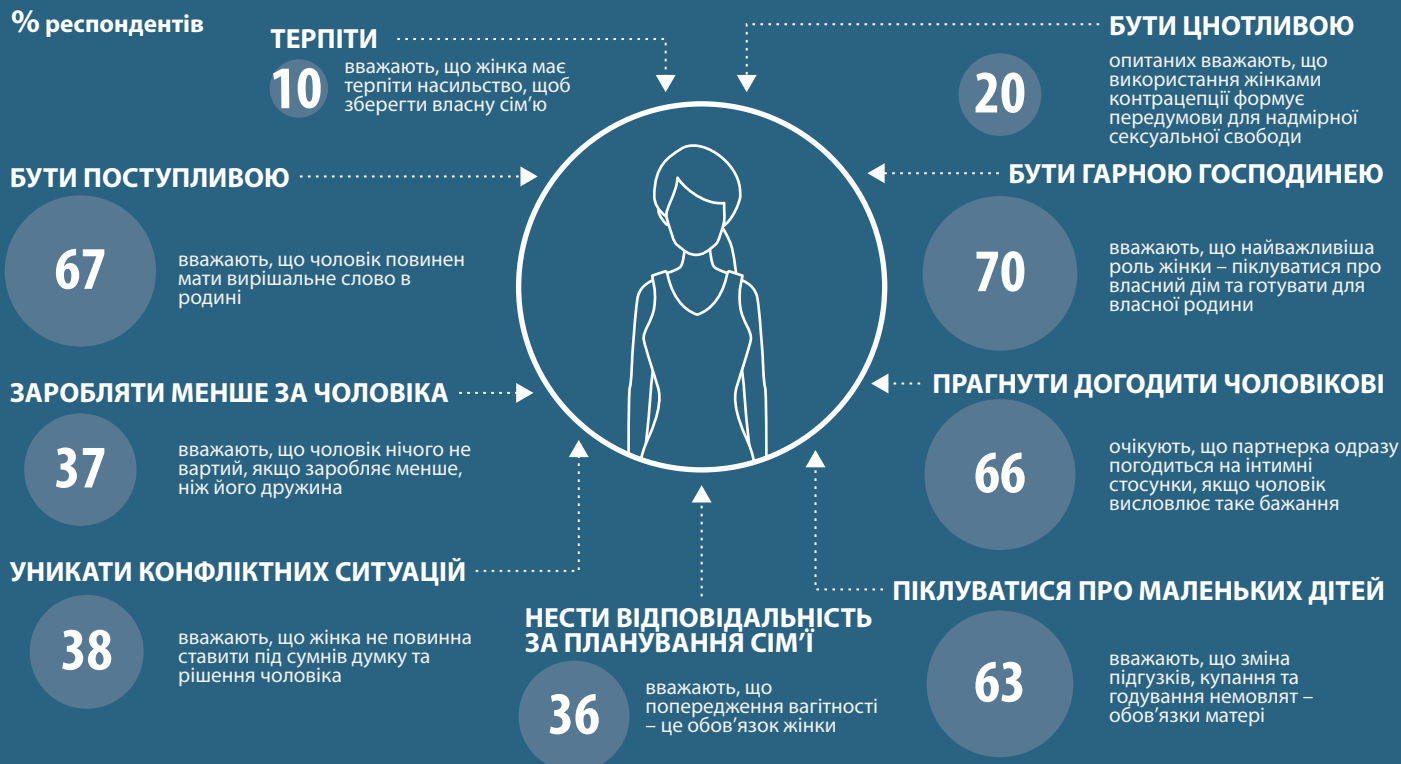 % респондентів
ТЕРПІТИ
10
вважають, що жінка має
терпіти насильство, щоб
зберегти власну сім’ю
БУТИ ЦНОТЛИВОЮ
20
опитаних вважають, що
використання жінками
контрацепції формує
передумови для надмірної
сексуальної свободи
БУТИ ПОСТУПЛИВОЮ
67
вважають, що чоловік повинен
мати вирішальне слово в
родині
БУТИ ГАРНОЮ ГОСПОДИНЕЮ
70
вважають, що найважливіша
роль жінки – піклуватися про
власний дім та готувати для
власної родини
ЗАРОБЛЯТИ МЕНШЕ ЗА ЧОЛОВІКА
37
вважають, що чоловік нічого не
вартий, якщо заробляє менше,
ніж його дружина
ПРАГНУТИ ДОГОДИТИ ЧОЛОВІКОВІ
66
очікують, що партнерка одразу
погодиться на інтимні
стосунки, якщо чоловік
висловлює таке бажання
УНИКАТИ КОНФЛІКТНИХ СИТУАЦІЙ
38
вважають, що жінка не повинна
ставити під сумнів думку та
рішення чоловіка
НЕСТИ ВІДПОВІДАЛЬНІСТЬ
ЗА ПЛАНУВАННЯ СІМ’Ї
36
вважають, що
попередження вагітності
– це обов’язок жінки
ПІКЛУВАТИСЯ ПРО МАЛЕНЬКИХ ДІТЕЙ
63
вважають, що зміна
підгузків, купання та
годування немовлят –
обов’язки матері